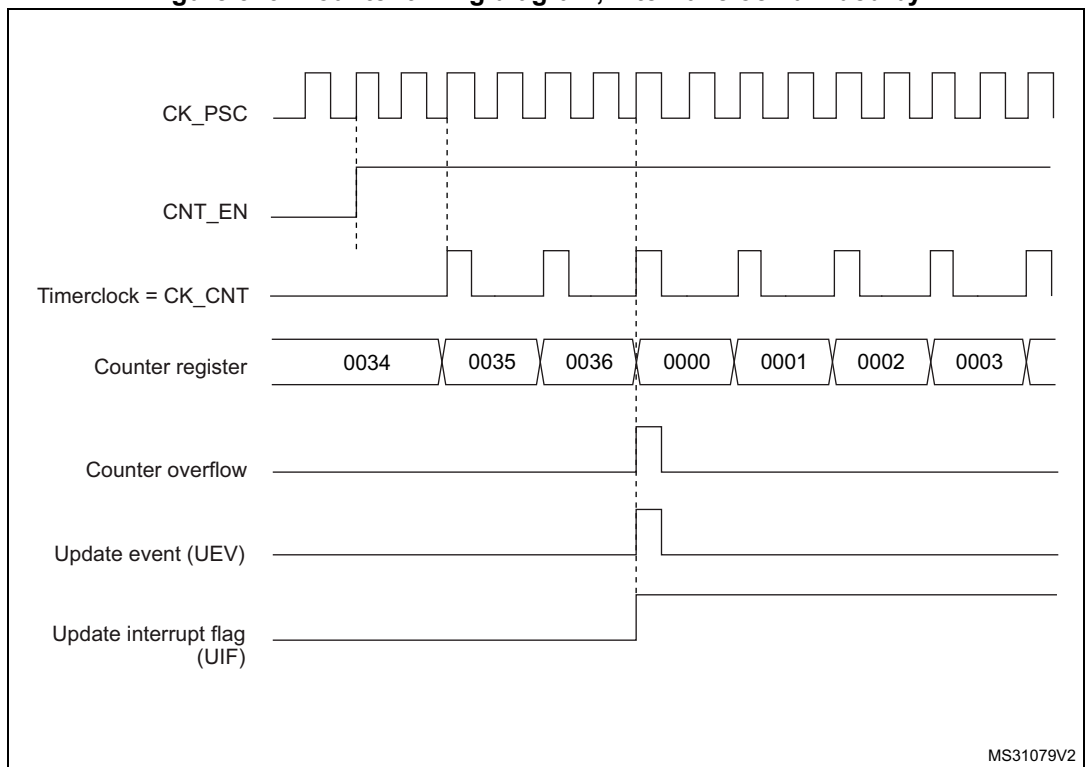 CK_PSC
CNT_EN
Timerclock = CK_CNT
Counter register 0034 0035 0036 0000 0001 0002 0003
Counter overflow
Update event (UEV)
Update interrupt flag
(UIF)
MS31079V2